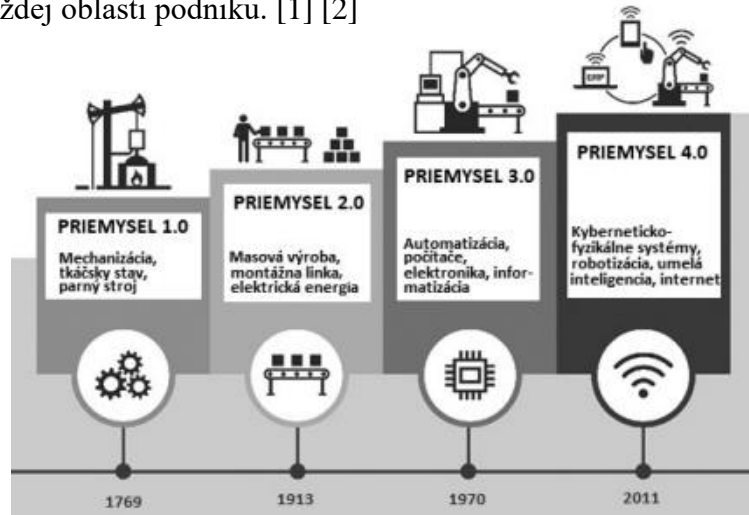 ždej oblasti podniku. [1] [2]
ERP
PRIEMYSEL 1.0
Mechanizácia,
tkáčsky stav,
parný stroj
PRIEMYSEL 2.0
Masová výroba,
montážna linka,
elektrická energia
PRIEMYSEL 3.0
Automatizácia,
počítače,
elektronika, infor-
matizácia
PRIEMYSEL 4.0
Kyberneticko-
fyzikálne systémy,
robotizácia, umelá
inteligencia, internet
1769
1913
1970
2011